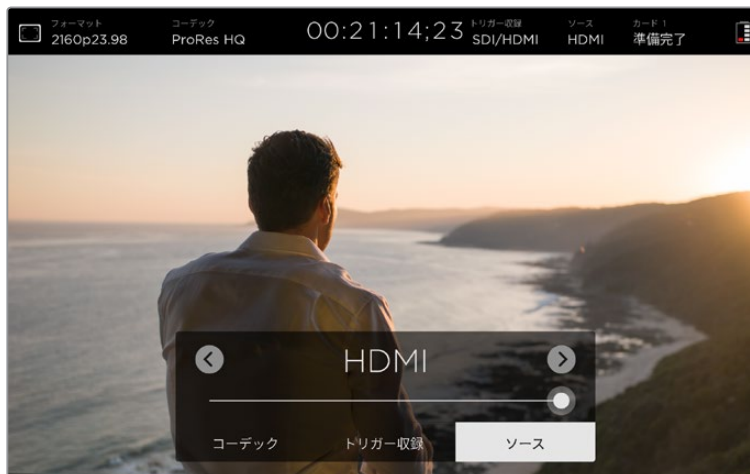 フォーマット
2160p23.98
コーデック
ProRes HQ
00:21:14;23
トリガー収録
SDI/HDMI
ソース
HDMI
カード 1
準備完了
HDMI
コーデック
トリガー収録
ソース